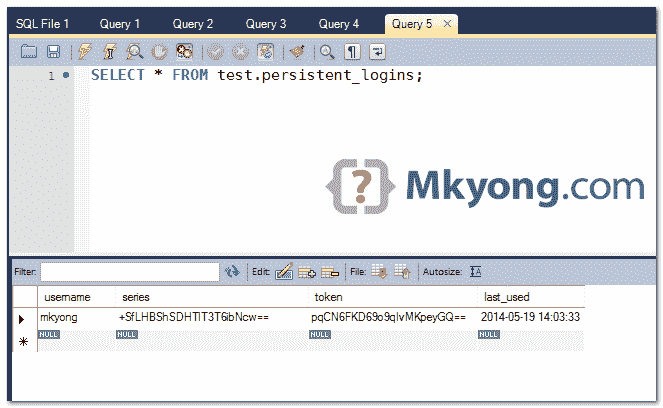 SQL File 1 Query 1 Query 2 Query 3 Query 4 Query 5
1 SELECT * FROM test.persistent_logins;
{?} Mkyong.com
Filter: Edit: File: Autosize:
username series token last_used
mkyong +SfLHBShSDHTlT3T6ibNcw== pqCN6FKD69o9qlvMKpeyGQ== 2014-05-19 14:03:33
NULL NULL NULL NULL